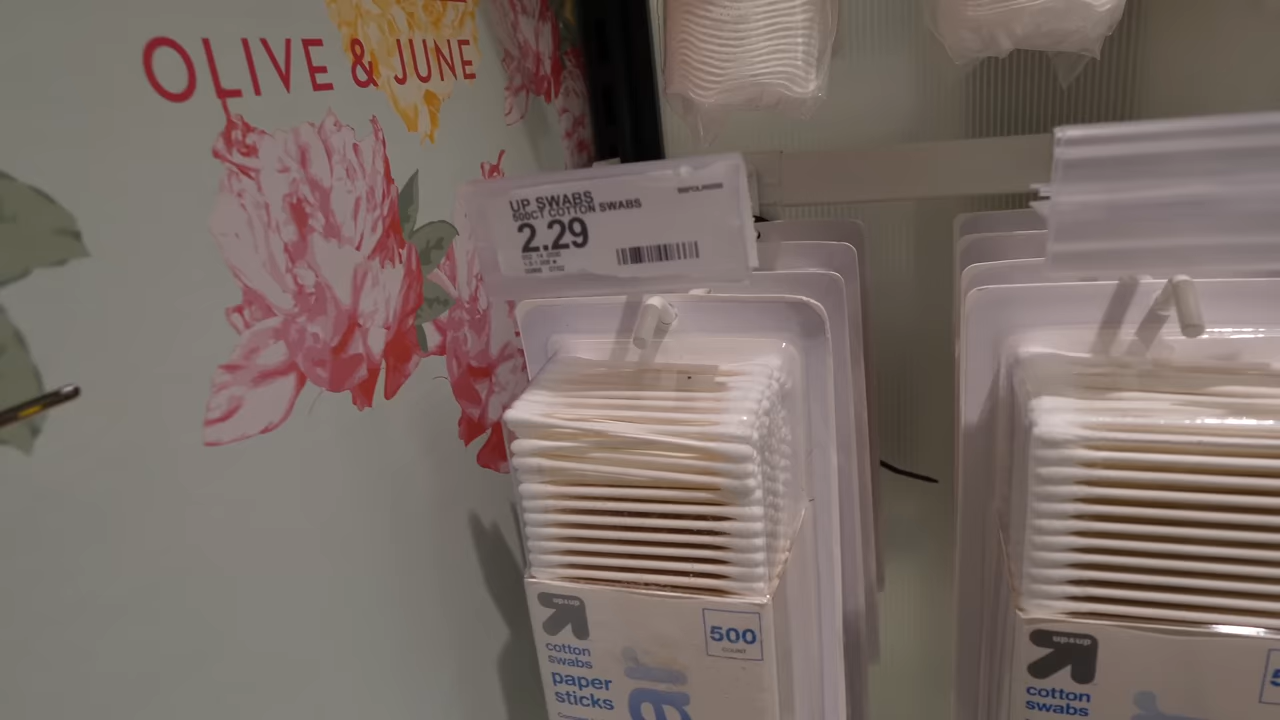 OLIVE & JUNE
UP SWABS
500CT COTTON SWABS
2.29
up&up
cotton
swabs
paper
sticks
500
COUNT
up&up
cotton
swabs